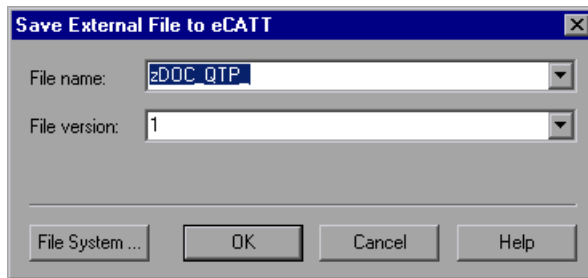 Save External File to eCATT
File name: zDOC_QTP_
File version: 1
File System ... OK Cancel Help